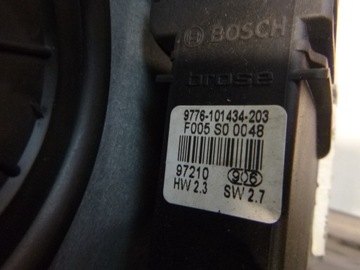 BOSCH
brose
9776-101434-203
F005 S0 0048
97210 906
HW 2.3 SW 2.7